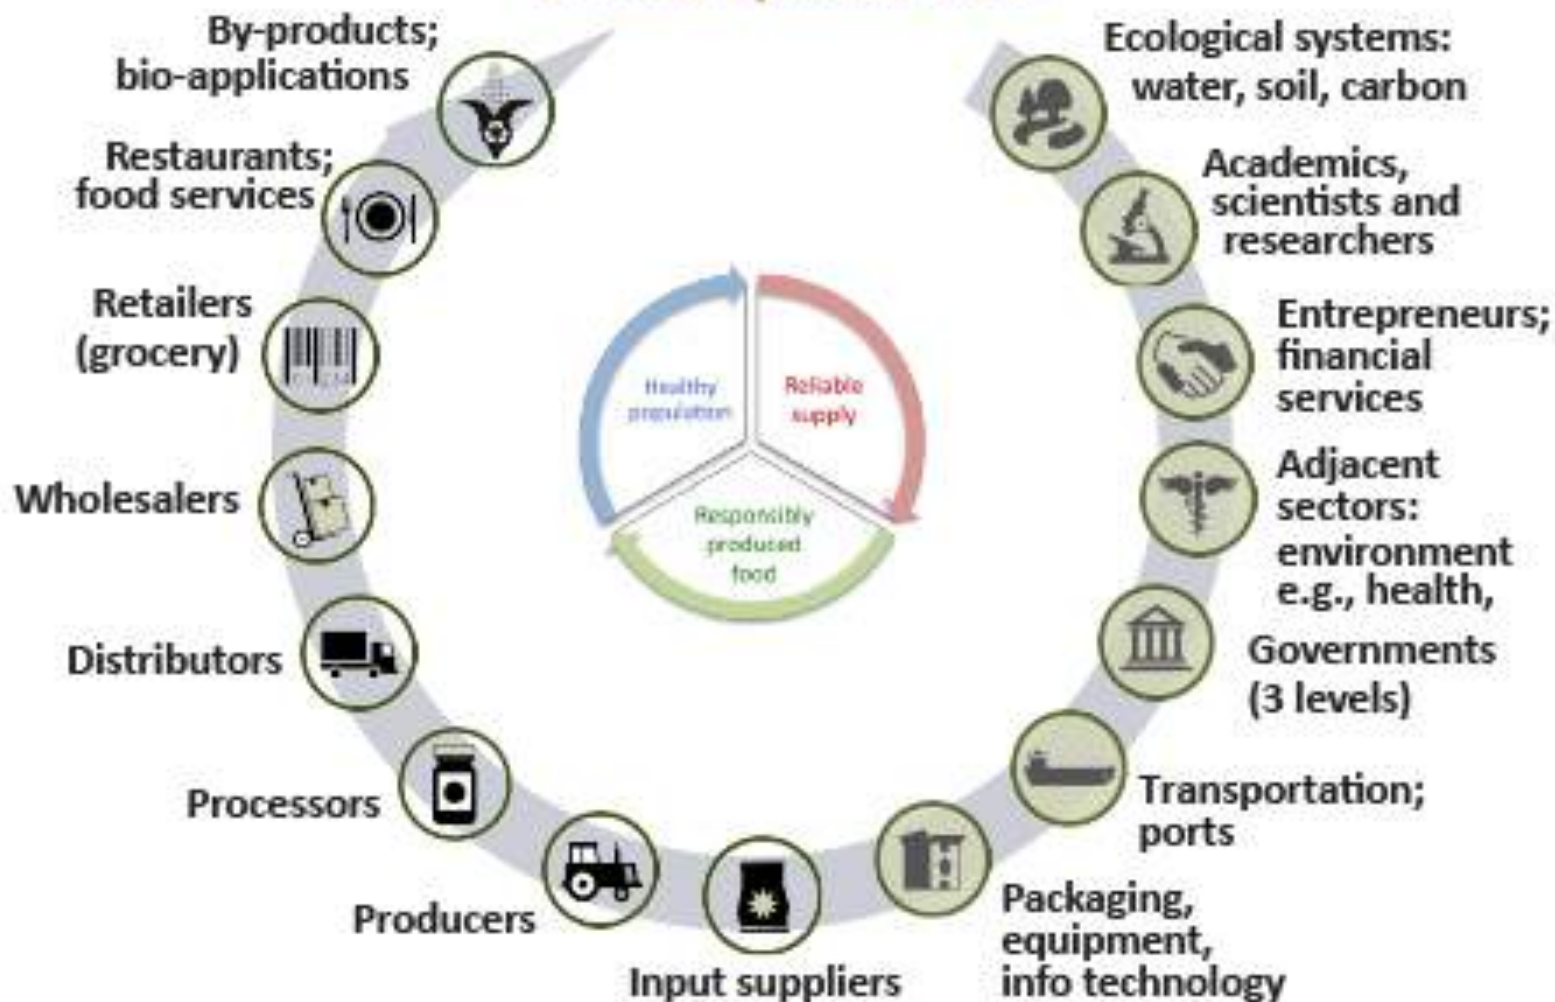 By-products;
bio-applications
Restaurants;
food services
Retailers
(grocery)
Wholesalers
Distributors
Processors
Producers
Input suppliers
Packaging,
equipment,
info technology
Transportation;
ports
Governments
(3 levels)
Adjacent
sectors:
environment
e.g., health,
Entrepreneurs;
financial
services
Academics,
scientists and
researchers
Ecological systems:
water, soil, carbon
Healthy
population
Reliable
supply
Responsibly
produced
food